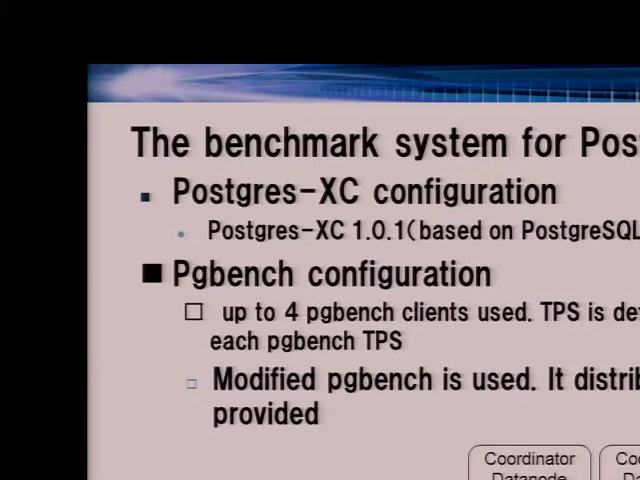 The benchmark system for Pos
Postgres-XC configuration
Postgres-XC 1.0.1(based on PostgreSQL
Pgbench configuration
up to 4 pgbench clients used. TPS is de
each pgbench TPS
Modified pgbench is used. It distrib
provided
Coordinator
Datanode